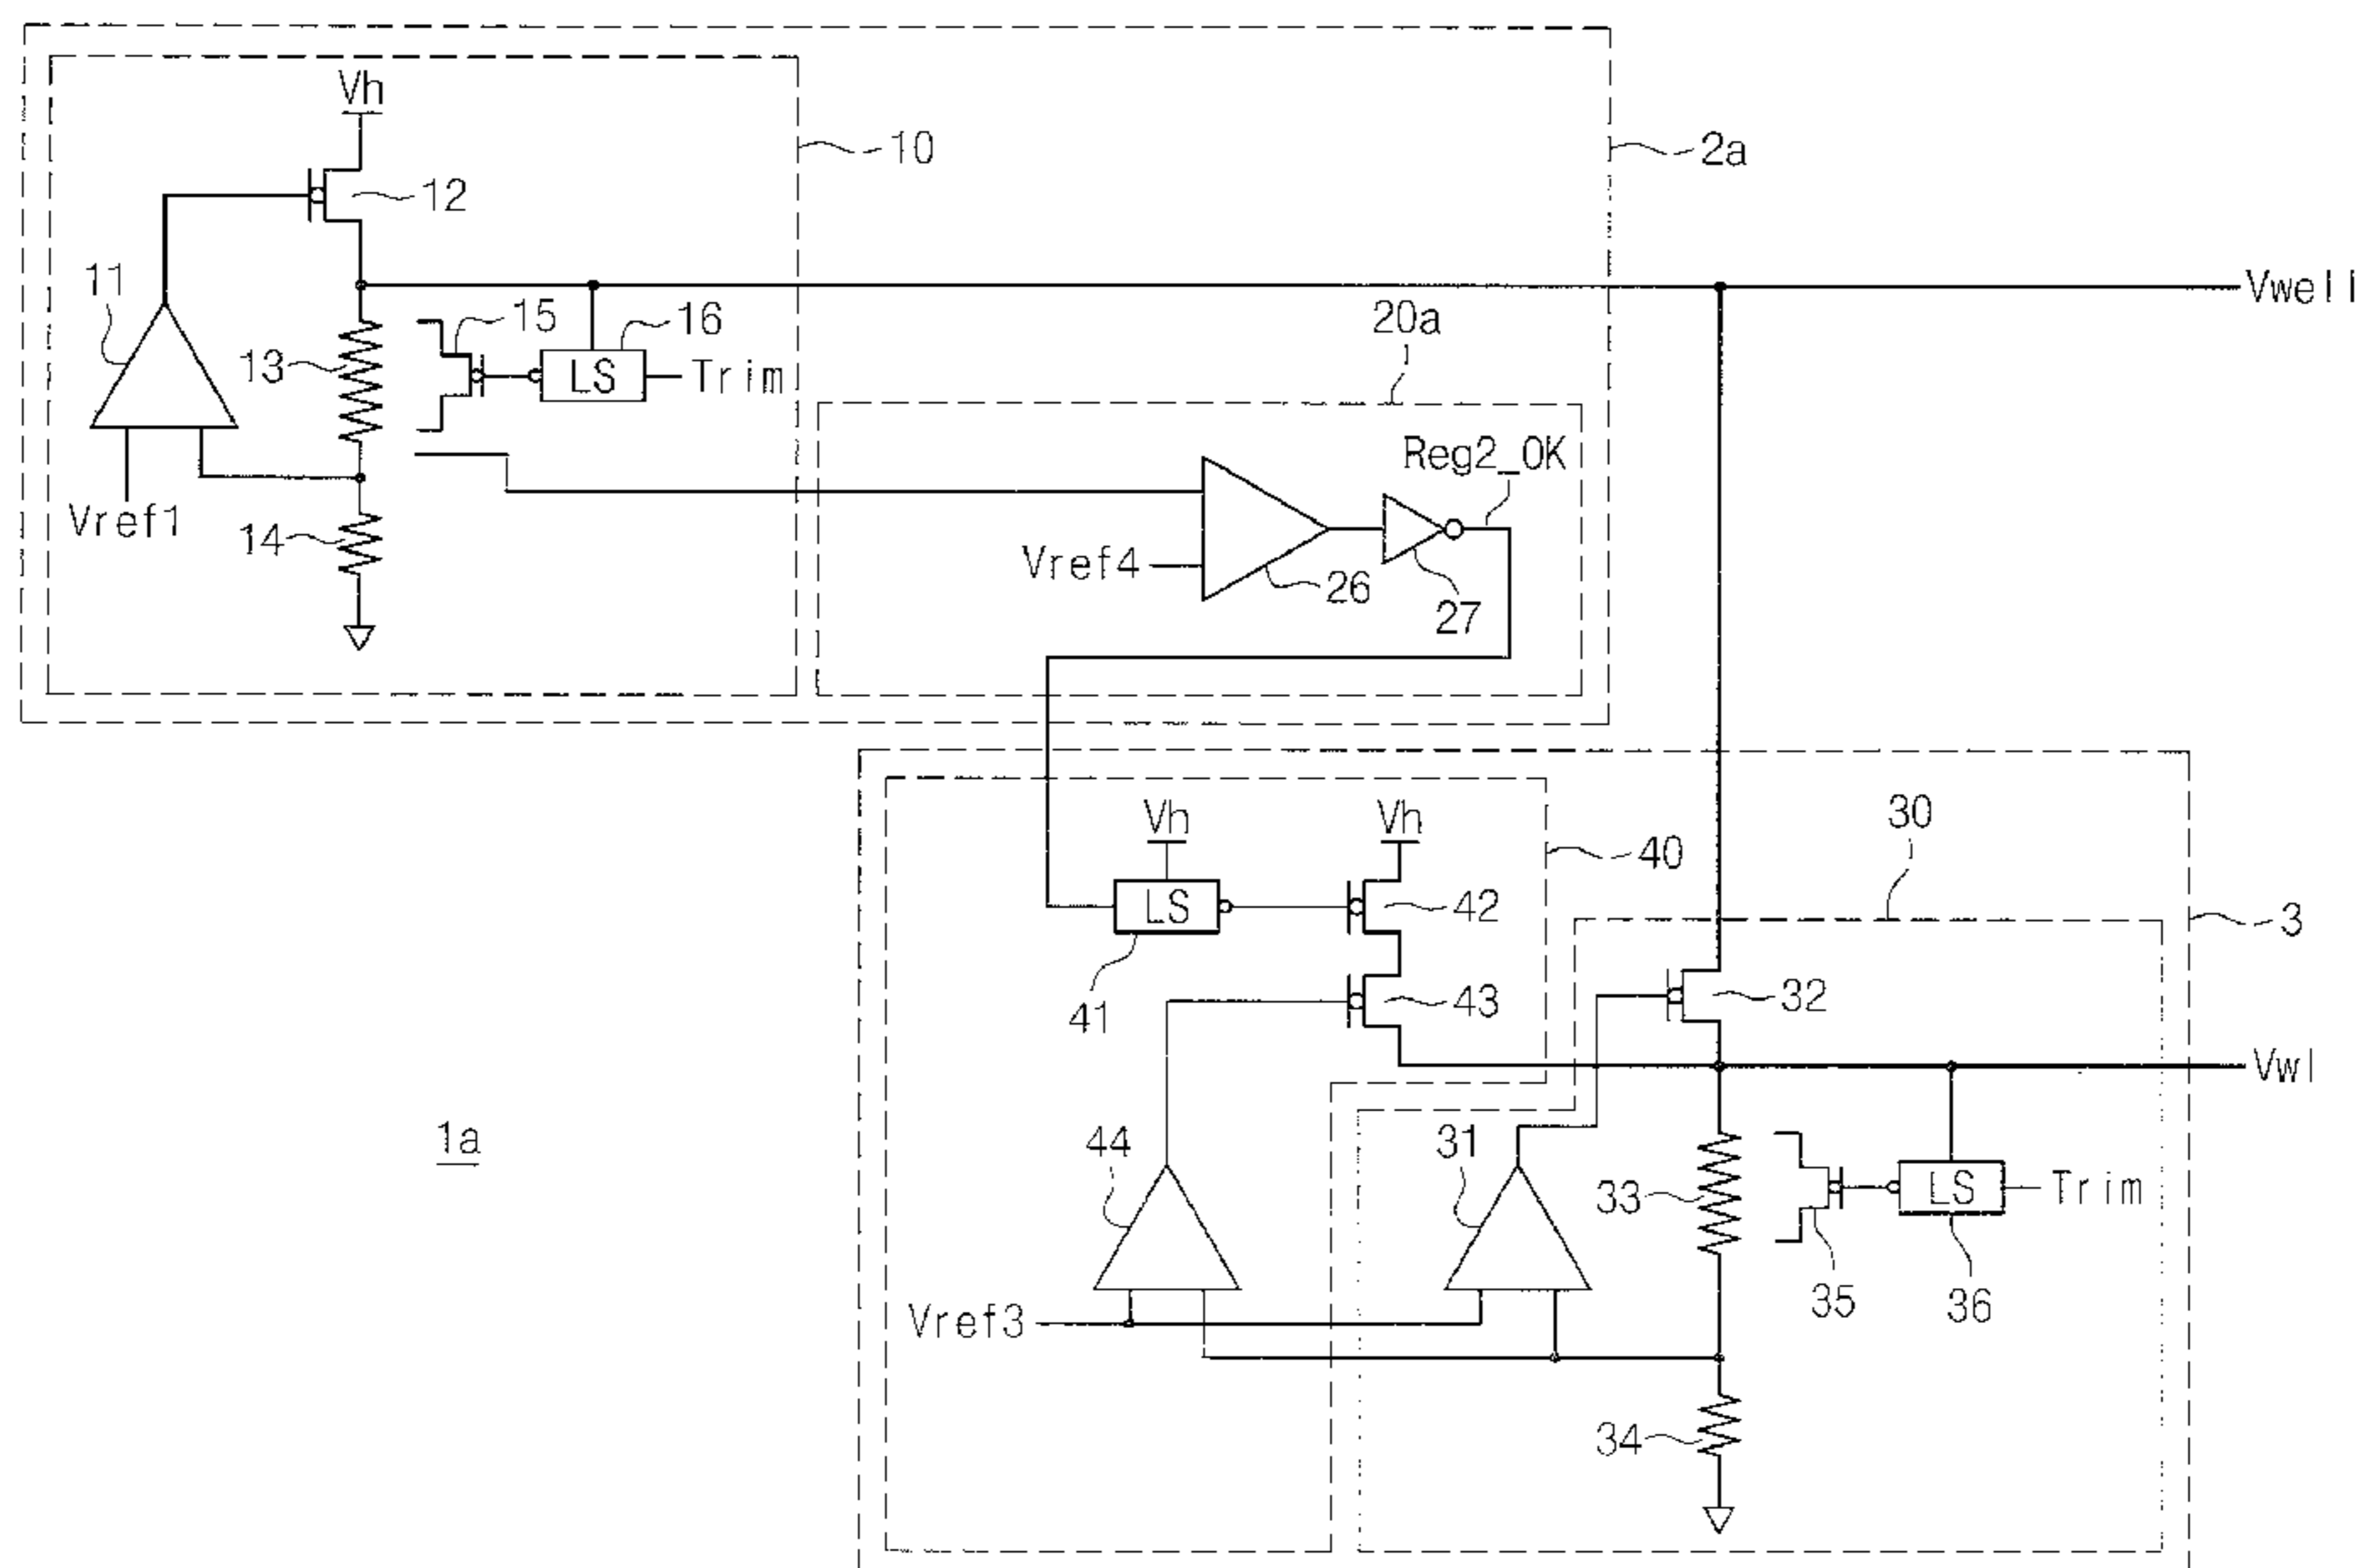 Vh
10
2a
12
11
Vwell
15
16
20a
13
LS
Trim
Reg2_OK
Vref1
14
Vref4
26
27
30
Vh
Vh
40
LS
42
3
41
43
32
Vwl
1a
44
31
33
LS
Trim
35
36
Vref3
34